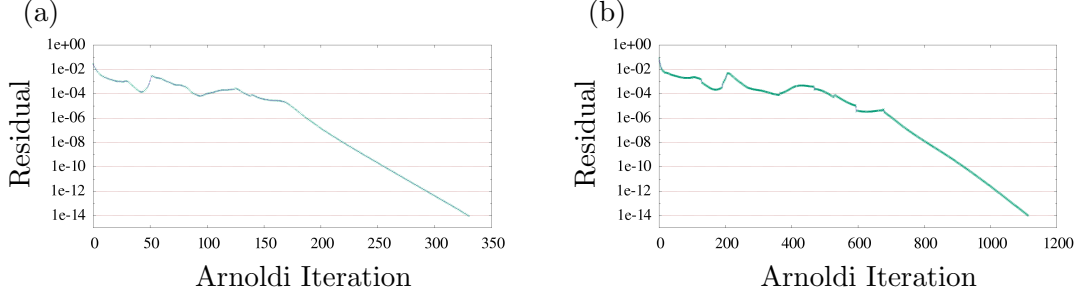 (a)
Residual
1e+00
1e-02
1e-04
1e-06
1e-08
1e-10
1e-12
1e-14
0 50 100 150 200 250 300 350
Arnoldi Iteration
(b)
Residual
1e+00
1e-02
1e-04
1e-06
1e-08
1e-10
1e-12
1e-14
0 200 400 600 800 1000 1200
Arnoldi Iteration